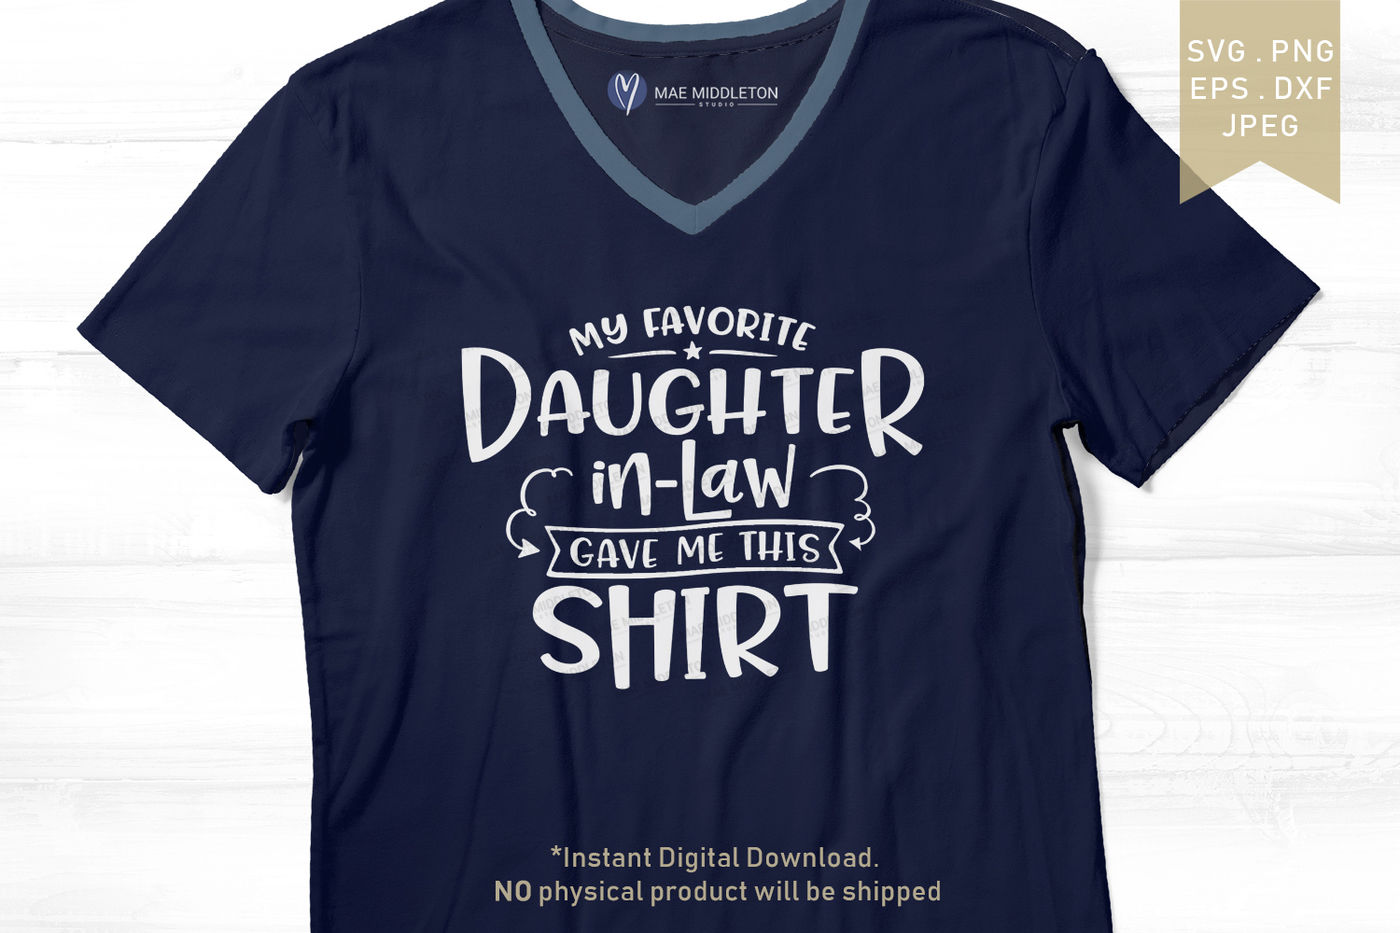 MAE MIDDLETON
STUDIO
SVG . PNG
EPS . DXF
JPEG
MY FAVORITE
DAUGHTER
in-Law
GAVE ME THIS
SHIRT
*Instant Digital Download.
NO physical product will be shipped